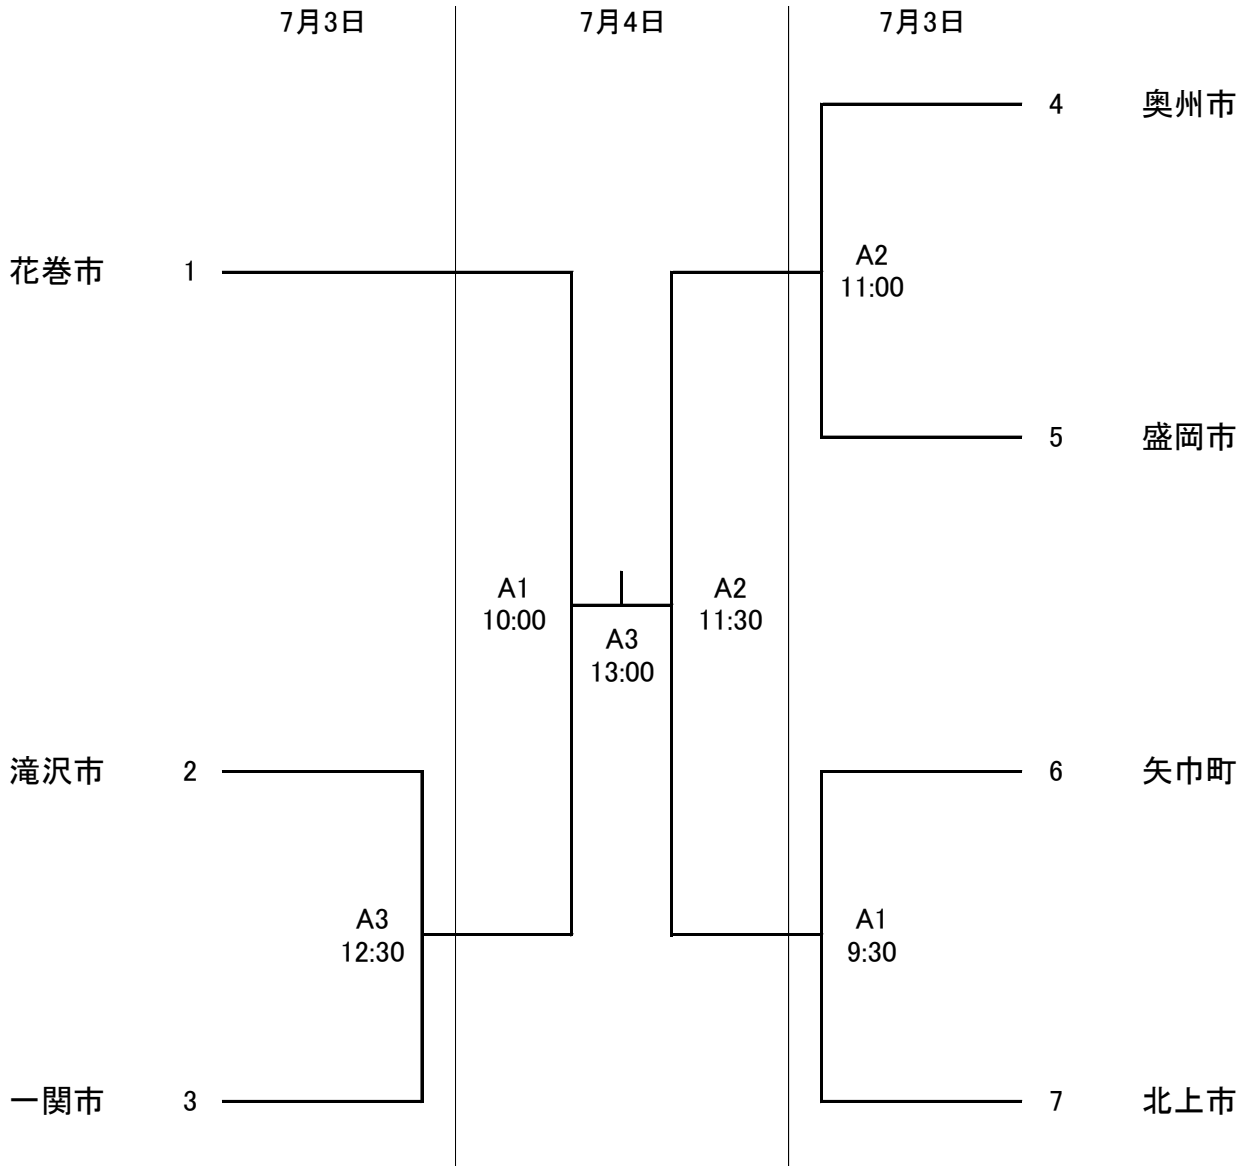 7月3日
7月4日
7月3日
4 奥州市
A2
11:00
花巻市 1
5 盛岡市
A1
10:00
A2
11:30
A3
13:00
滝沢市 2
6 矢巾町
A3
12:30
A1
9:30
一関市 3
7 北上市